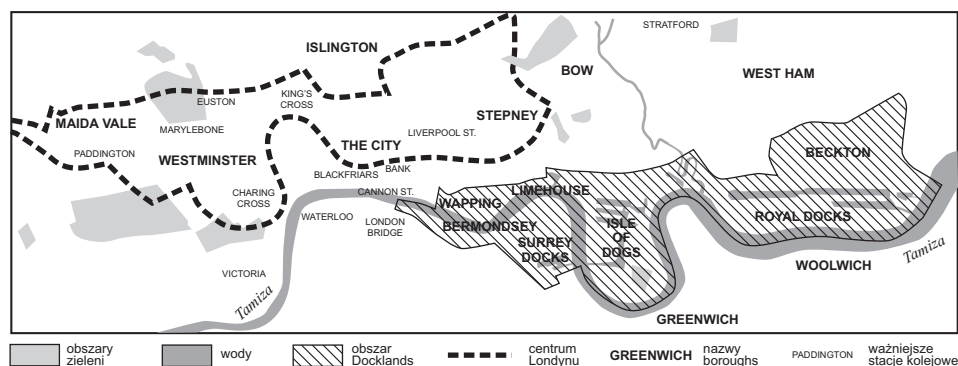 STRATFORD
ISLINGTON
BOW
WEST HAM
KING'S
CROSS
EUSTON
MAIDA VALE
MARYLEBONE
STEPNEY
LIVERPOOL ST.
THE CITY
PADDINGTON
WESTMINSTER
BECKTON
BANK
BLACKFRIARS
CHARING
CROSS
CANNON ST.
LIMEHOUSE
WAPPING
WATERLOO
LONDON
BRIDGE
BERMONDSEY
ISLE
OF
DOGS
ROYAL DOCKS
SURREY
DOCKS
VICTORIA
WOOLWICH
Tamiza
Tamiza
GREENWICH
obszary
zieleni
wody
obszar
Docklands
centrum
Londynu
GREENWICH
nazwy
boroughs
PADDINGTON
ważniejsze
stacje kolejowe